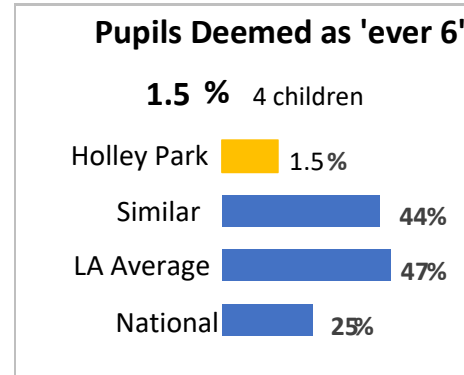 Pupils Deemed as 'ever 6'
1.5 % 4 children
Holley Park 1.5%
Similar 44%
LA Average 47%
National 25%